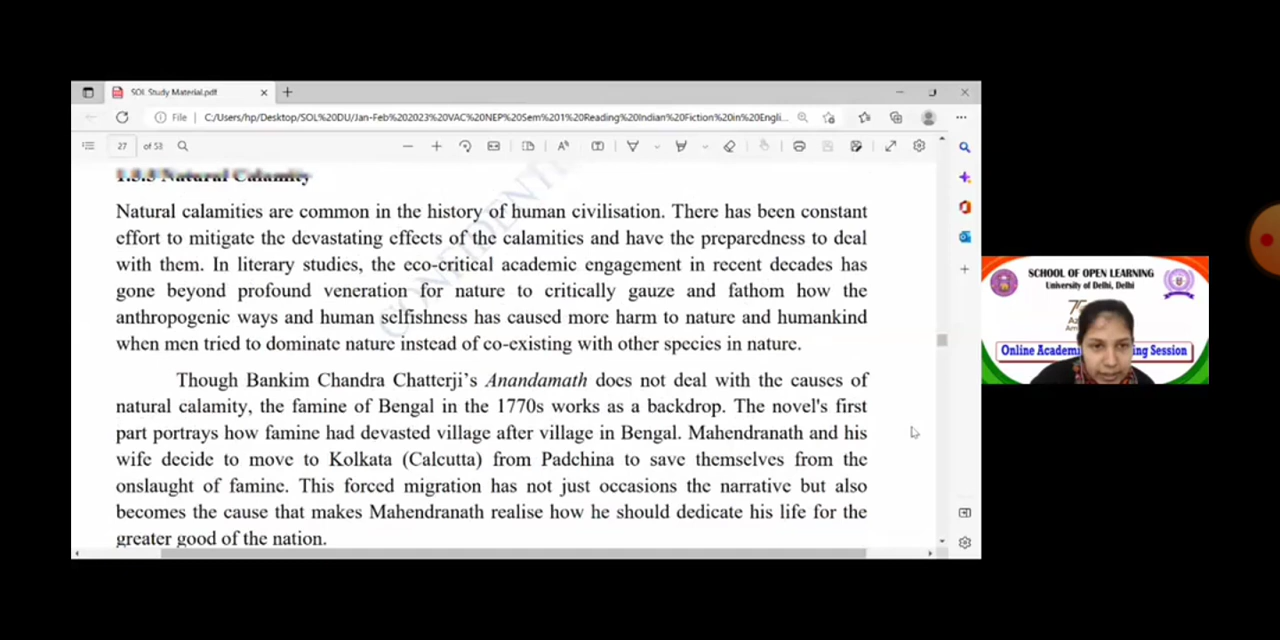 SOL Study Material.pdf
File C:/Users/hp/Desktop/SOL%20DU/Jan-Feb%202023%20VAC%20NEP%20Sem%201%20Reading%20Indian%20Fiction%20in%20Engli...
27 of 53
1.5.5 Natural Calamity
CONFIDENTI
Natural calamities are common in the history of human civilisation. There has been constant
effort to mitigate the devastating effects of the calamities and have the preparedness to deal
with them. In literary studies, the eco-critical academic engagement in recent decades has
gone beyond profound veneration for nature to critically gauze and fathom how the
anthropogenic ways and human selfishness has caused more harm to nature and humankind
when men tried to dominate nature instead of co-existing with other species in nature.
Though Bankim Chandra Chatterji's Anandamath does not deal with the causes of
natural calamity, the famine of Bengal in the 1770s works as a backdrop. The novel's first
part portrays how famine had devasted village after village in Bengal. Mahendranath and his
wife decide to move to Kolkata (Calcutta) from Padchina to save themselves from the
onslaught of famine. This forced migration has not just occasions the narrative but also
becomes the cause that makes Mahendranath realise how he should dedicate his life for the
greater good of the nation.
SCHOOL OF OPEN LEARNING
University of Delhi, Delhi
Online Academi ng Session